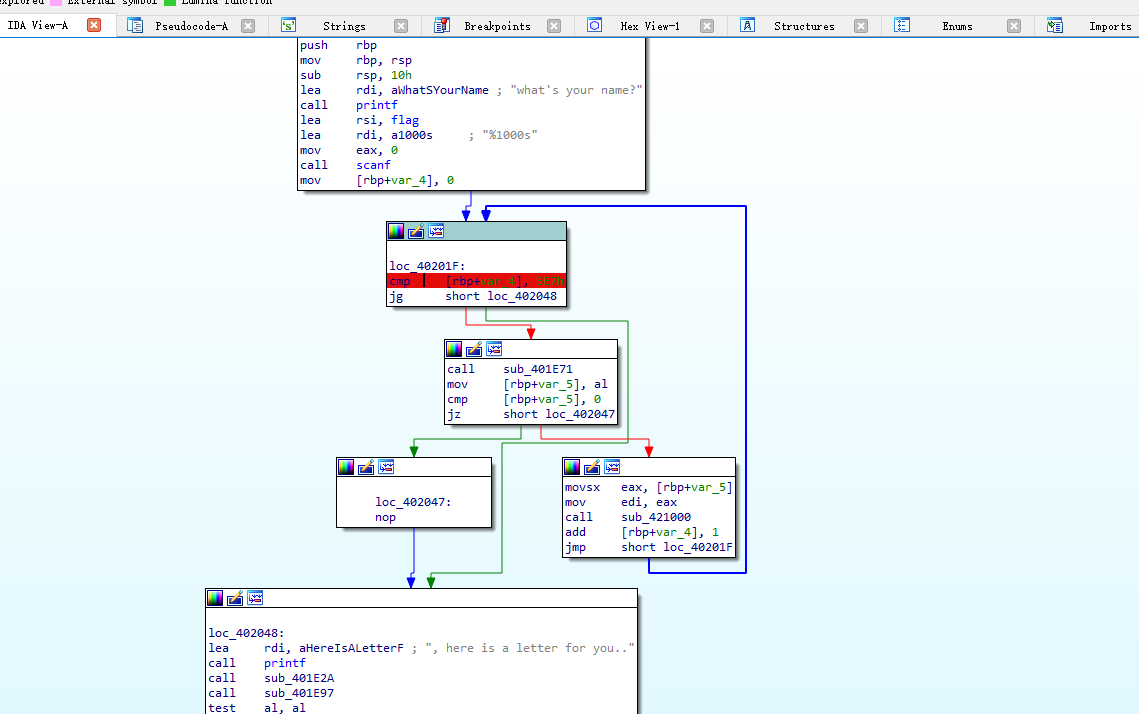 explored External symbol Lumina function
IDA View-A Pseudocode-A Strings Breakpoints Hex View-1 Structures Enums Imports
push rbp
mov rbp, rsp
sub rsp, 10h
lea rdi, aWhatSYourName ; "what's your name?"
call printf
lea rsi, flag
lea rdi, a1000s ; "%1000s"
mov eax, 0
call scanf
mov [rbp+var_4], 0
loc_40201F:
cmp [rbp+var_4], 3E7h
jg short loc_402048
call sub_401E71
mov [rbp+var_5], al
cmp [rbp+var_5], 0
jz short loc_402047
loc_402047:
nop
movsx eax, [rbp+var_5]
mov edi, eax
call sub_421000
add [rbp+var_4], 1
jmp short loc_40201F
loc_402048:
lea rdi, aHereIsALetterF ; ", here is a letter for you.."
call printf
call sub_401E2A
call sub_401E97
test al, al